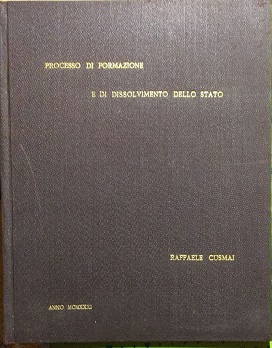 PROCESSO DI FORMAZIONE
E DI DISSOLVIMENTO DELLO STATO
RAFFAELE CUSMAI
ANNO MCMXXXI